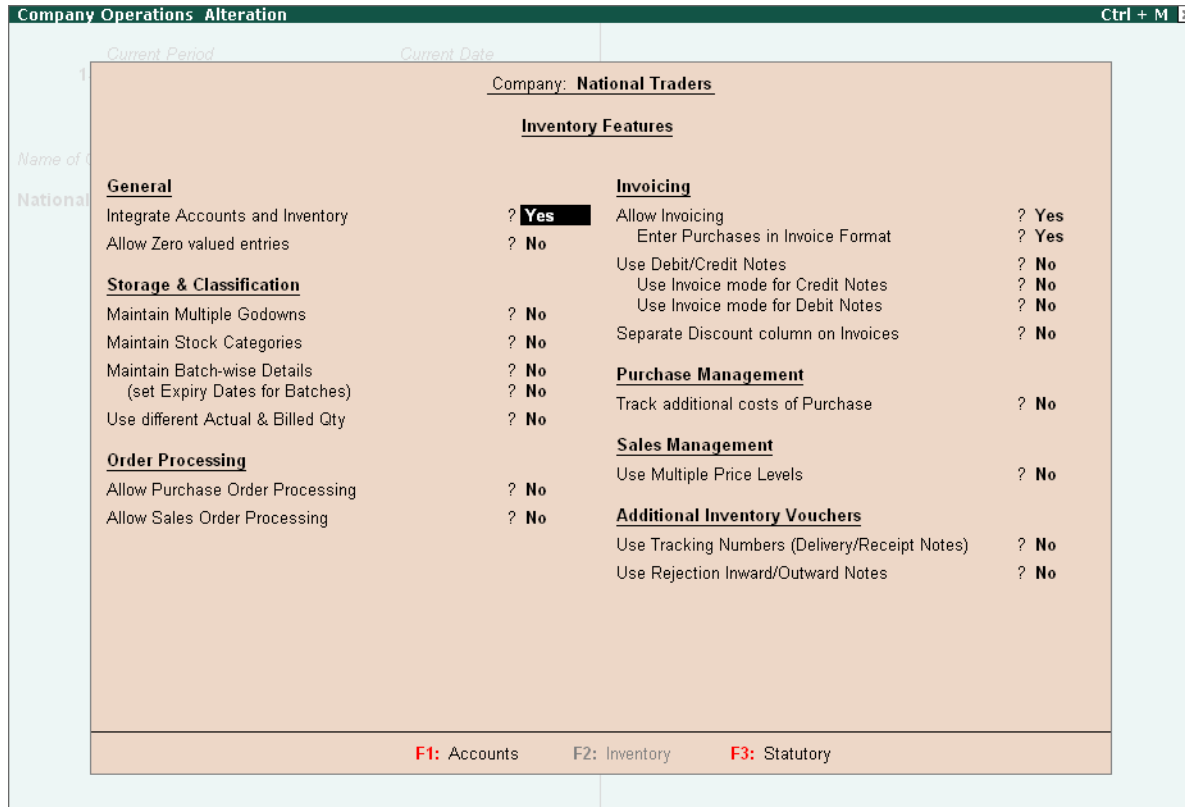 Company Operations Alteration Ctrl + M
Current Period Current Date
1
Company: National Traders
Inventory Features
Name of
National
General
Integrate Accounts and Inventory ? Yes
Allow Zero valued entries ? No
Storage & Classification
Maintain Multiple Godowns ? No
Maintain Stock Categories ? No
Maintain Batch-wise Details ? No
(set Expiry Dates for Batches) ? No
Use different Actual & Billed Qty ? No
Order Processing
Allow Purchase Order Processing ? No
Allow Sales Order Processing ? No
Invoicing
Allow Invoicing ? Yes
Enter Purchases in Invoice Format ? Yes
Use Debit/Credit Notes ? No
Use Invoice mode for Credit Notes ? No
Use Invoice mode for Debit Notes ? No
Separate Discount column on Invoices ? No
Purchase Management
Track additional costs of Purchase ? No
Sales Management
Use Multiple Price Levels ? No
Additional Inventory Vouchers
Use Tracking Numbers (Delivery/Receipt Notes) ? No
Use Rejection Inward/Outward Notes ? No
F1: Accounts F2: Inventory F3: Statutory